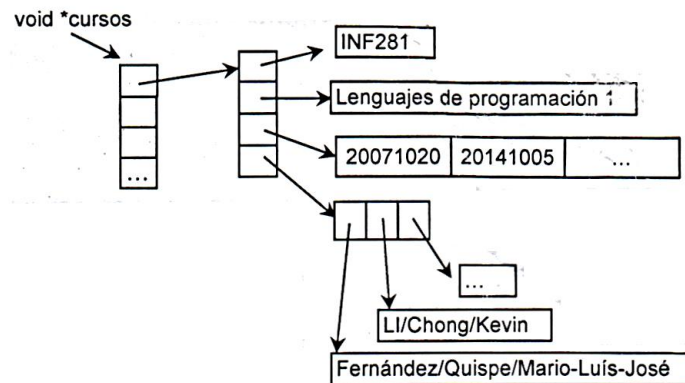 void *cursos
INF281
Lenguajes de programación 1
20071020 20141005 ...
...
...
LI/Chong/Kevin
Fernández/Quispe/Mario-Luís-José